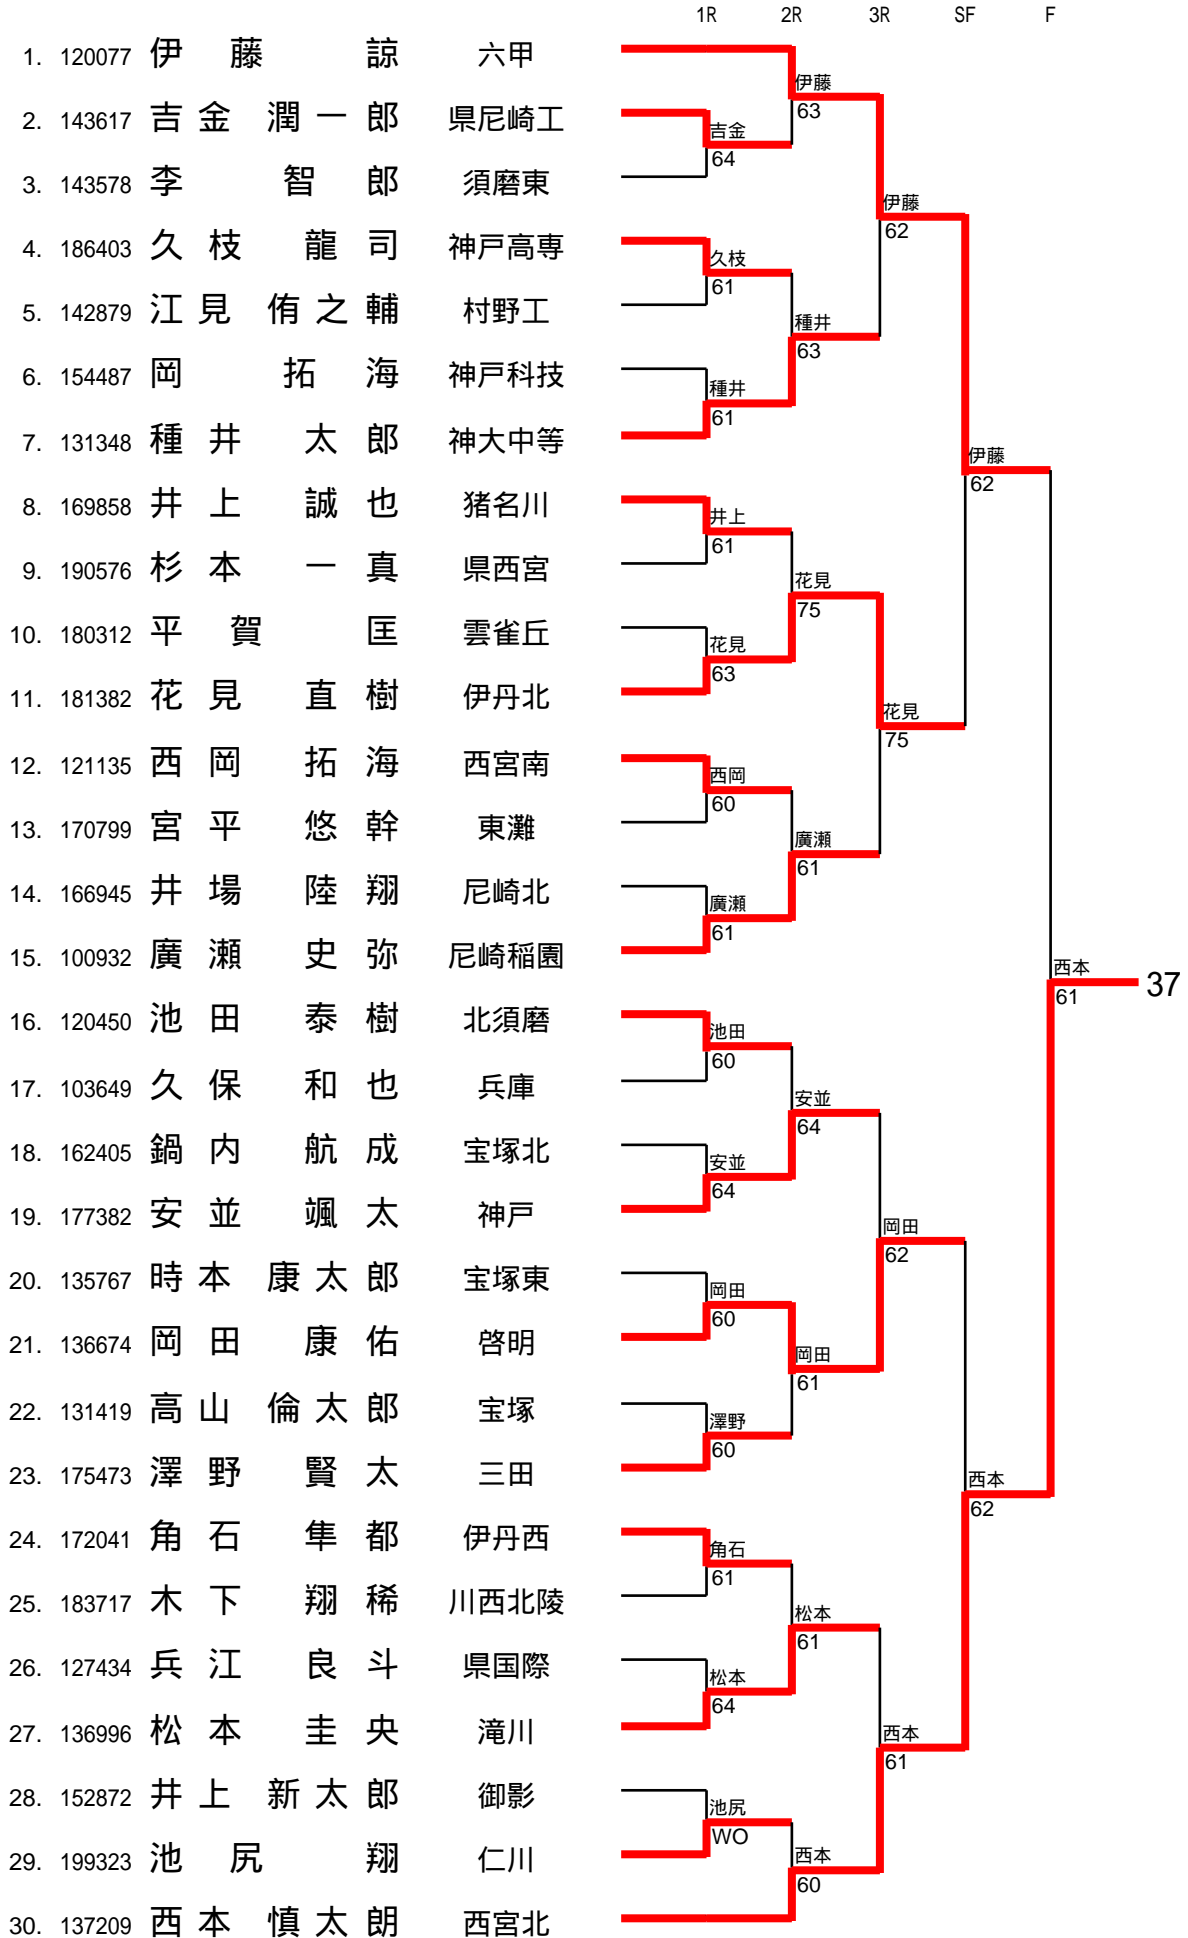 1R 2R 3R SF F
1. 120077 伊藤 諒 六甲
伊藤
63
2. 143617 吉金 潤一郎 県尼崎工
吉金
64
3. 143578 李 智郎 須磨東
伊藤
62
4. 186403 久枝 龍司 神戸高専
久枝
61
5. 142879 江見 侑之輔 村野工
種井
63
6. 154487 岡 拓海 神戸科技
種井
61
7. 131348 種井 太郎 神大中等
伊藤
62
8. 169858 井上 誠也 猪名川
井上
61
9. 190576 杉本 一真 県西宮
花見
75
10. 180312 平賀 匡 雲雀丘
花見
63
11. 181382 花見 直樹 伊丹北
花見
75
12. 121135 西岡 拓海 西宮南
西岡
60
13. 170799 宮平 悠幹 東灘
廣瀬
61
14. 166945 井場 陸翔 尼崎北
廣瀬
61
15. 100932 廣瀬 史弥 尼崎稲園
西本
61
37
16. 120450 池田 泰樹 北須磨
池田
60
17. 103649 久保 和也 兵庫
安並
64
18. 162405 鍋内 航成 宝塚北
安並
64
19. 177382 安並 颯太 神戸
岡田
62
20. 135767 時本 康太郎 宝塚東
岡田
60
21. 136674 岡田 康佑 啓明
岡田
61
22. 131419 高山 倫太郎 宝塚
澤野
60
23. 175473 澤野 賢太 三田
西本
62
24. 172041 角石 隼都 伊丹西
角石
61
25. 183717 木下 翔稀 川西北陵
松本
61
26. 127434 兵江 良斗 県国際
松本
64
27. 136996 松本 圭央 滝川
西本
61
28. 152872 井上 新太郎 御影
池尻
WO
29. 199323 池尻 翔 仁川
西本
60
30. 137209 西本 慎太朗 西宮北